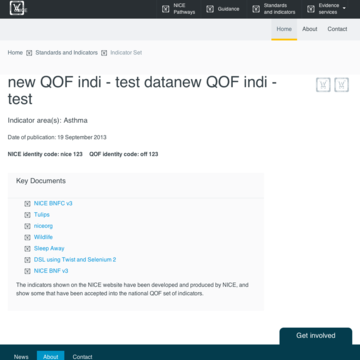 NICE
Pathways
Guidance
Standards
and indicators
Evidence
services
Home
About
Contact
Home
Standards and Indicators
Indicator Set
new QOF indi - test datanew QOF indi -
test
Indicator area(s): Asthma
Date of publication: 19 September 2013
NICE identity code: nice 123 QOF identity code: off 123
Key Documents
NICE BNFC v3
Tulips
niceorg
Wildlife
Sleep Away
DSL using Twist and Selenium 2
NICE BNF v3
The indicators shown on the NICE website have been developed and produced by NICE, and
show some that have been accepted into the national QOF set of indicators.
Get involved
News
About
Contact